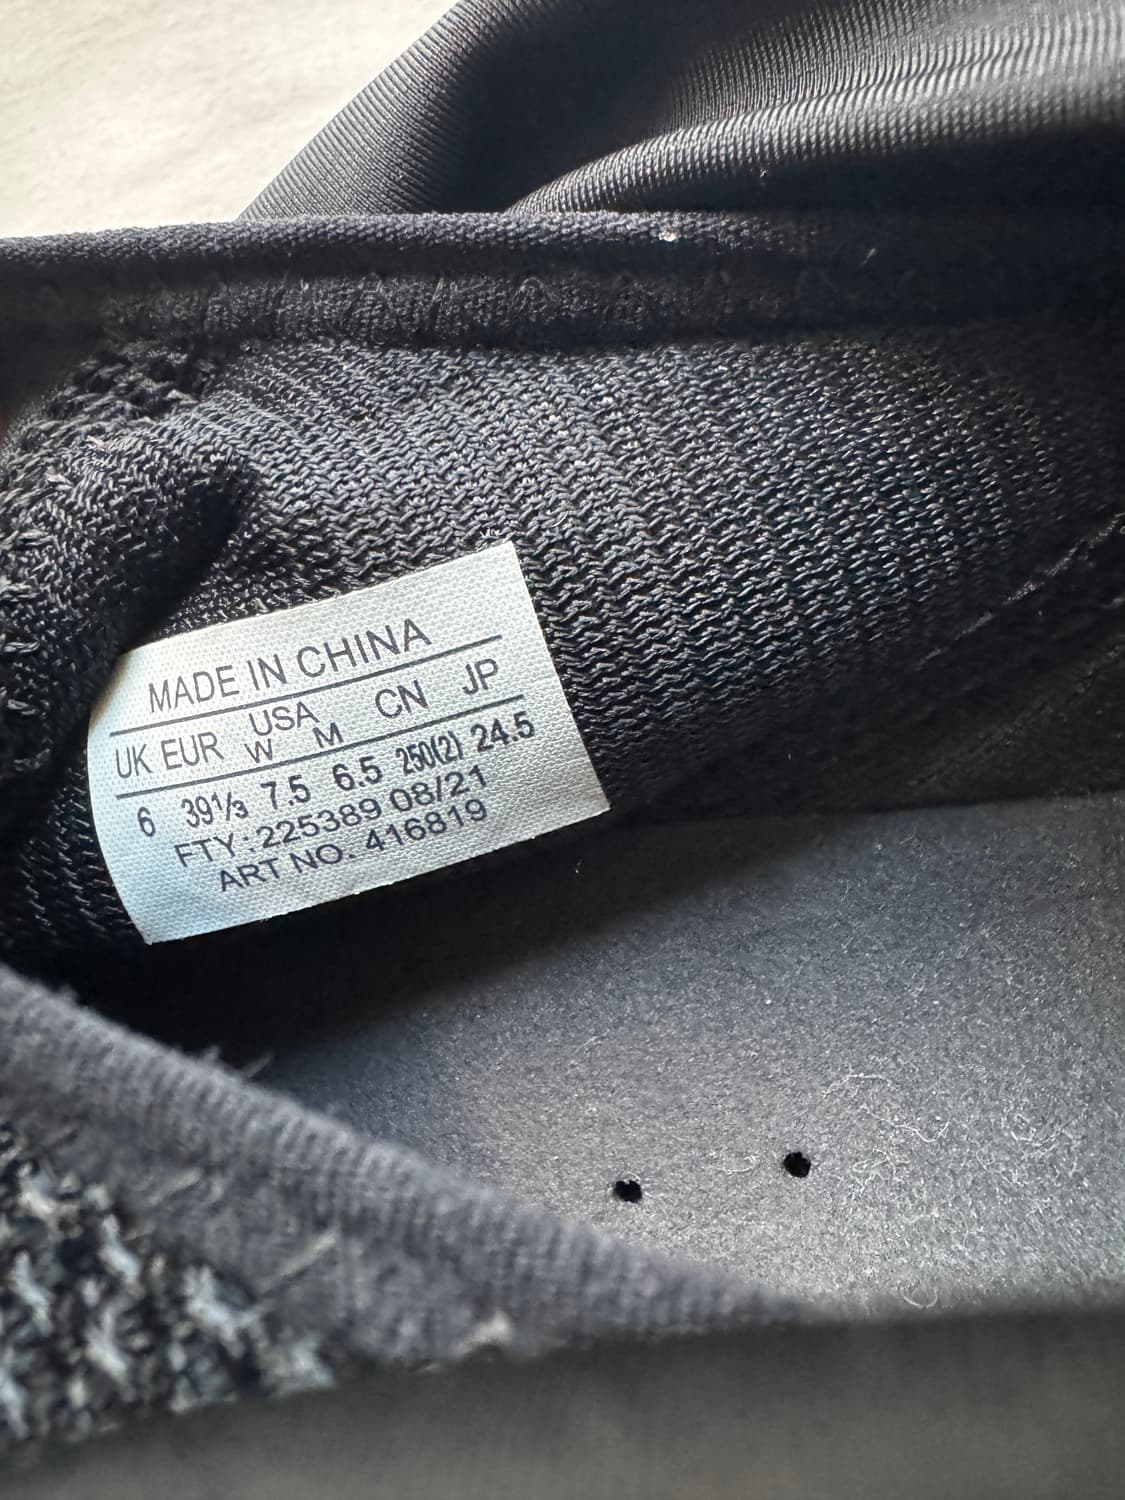 MADE IN CHINA
UK EUR USA CN JP
W M
6 39⅓ 7.5 6.5 250(2) 24.5
FTY: 225389 08/21
ART NO. 416819